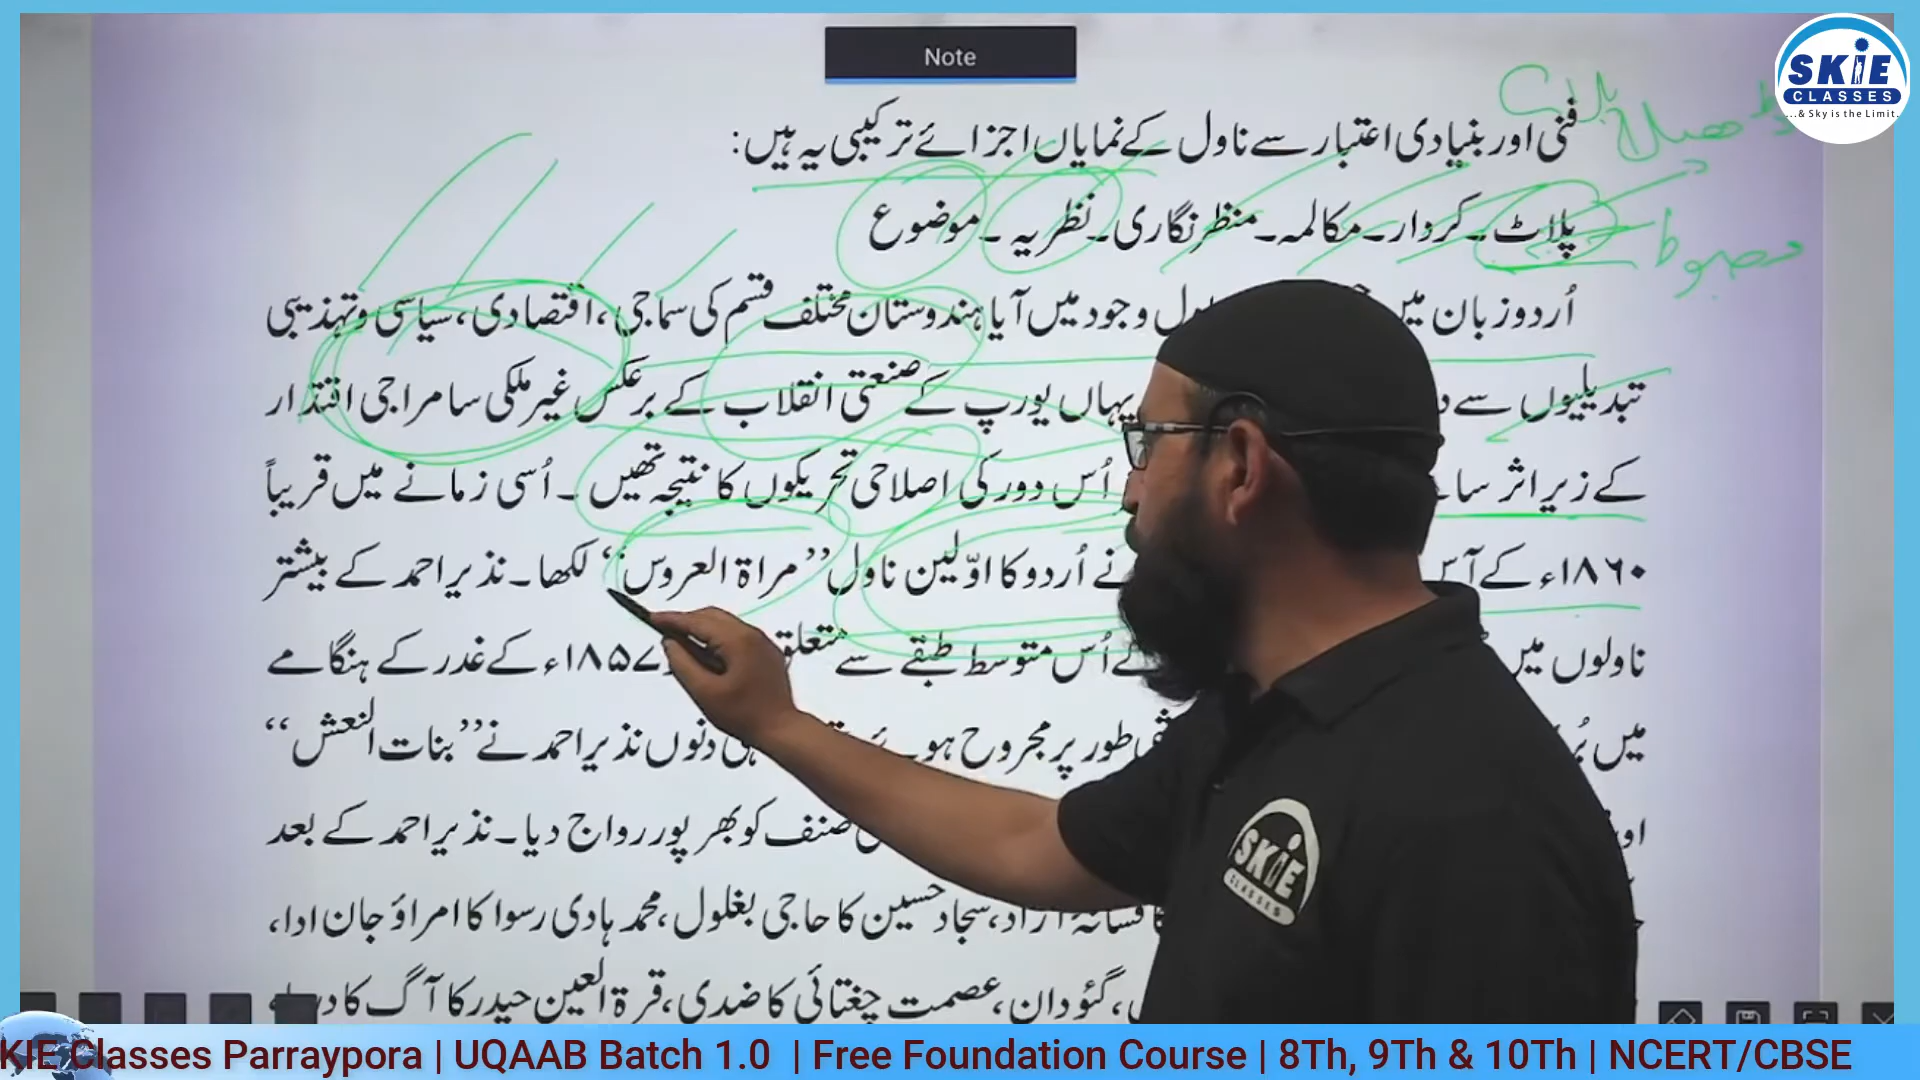 Note
SKIE
CLASSES
...& Sky is the Limit.
فنی اور بنیادی اعتبار سے ناول کے نمایاں اجزائے ترکیبی یہ ہیں:
پلاٹ۔ کردار۔ مکالمہ۔ منظر نگاری۔ نظریہ ۔ موضوع
مضبوط
اُردو زبان میں وجود میں آیا ہندوستان مختلف قسم کی سماجی، اقتصادی، سیاسی و تہذیبی
تبدیلیوں سے یہاں یورپ کے صنعتی انقلاب کے برعکس غیر ملکی سامراجی اقتدار
کے زیرِ اثر اُس دور کی اصلاحی تحریکوں کا نتیجہ تھیں ۔ اُسی زمانے میں قریباً
۱۸۶۰ء کے نے اُردو کا اوّلین ناول ’’مراۃ العروس‘‘ لکھا۔ نذیر احمد کے بیشتر
ناولوں میں اُس متوسط طبقے سے متعلق ۱۸۵۷ء کے غدر کے ہنگامے
میں طور پر مجروح ہوئے دنوں نذیر احمد نے ’’بنات النعش‘‘
صنف کو بھر پور رواج دیا۔ نذیر احمد کے بعد
فسانۂ آزاد، سجاد حسین کا حاجی بغلول، محمد ہادی رسوا کا امراؤ جان ادا،
گئودان، عصمت چغتائی کا ضدی، قرۃ العین حیدر کا آگ کا
SKIE
CLASSES
KIE Classes Parraypora | UQAAB Batch 1.0 | Free Foundation Course | 8Th, 9Th & 10Th | NCERT/CBSE